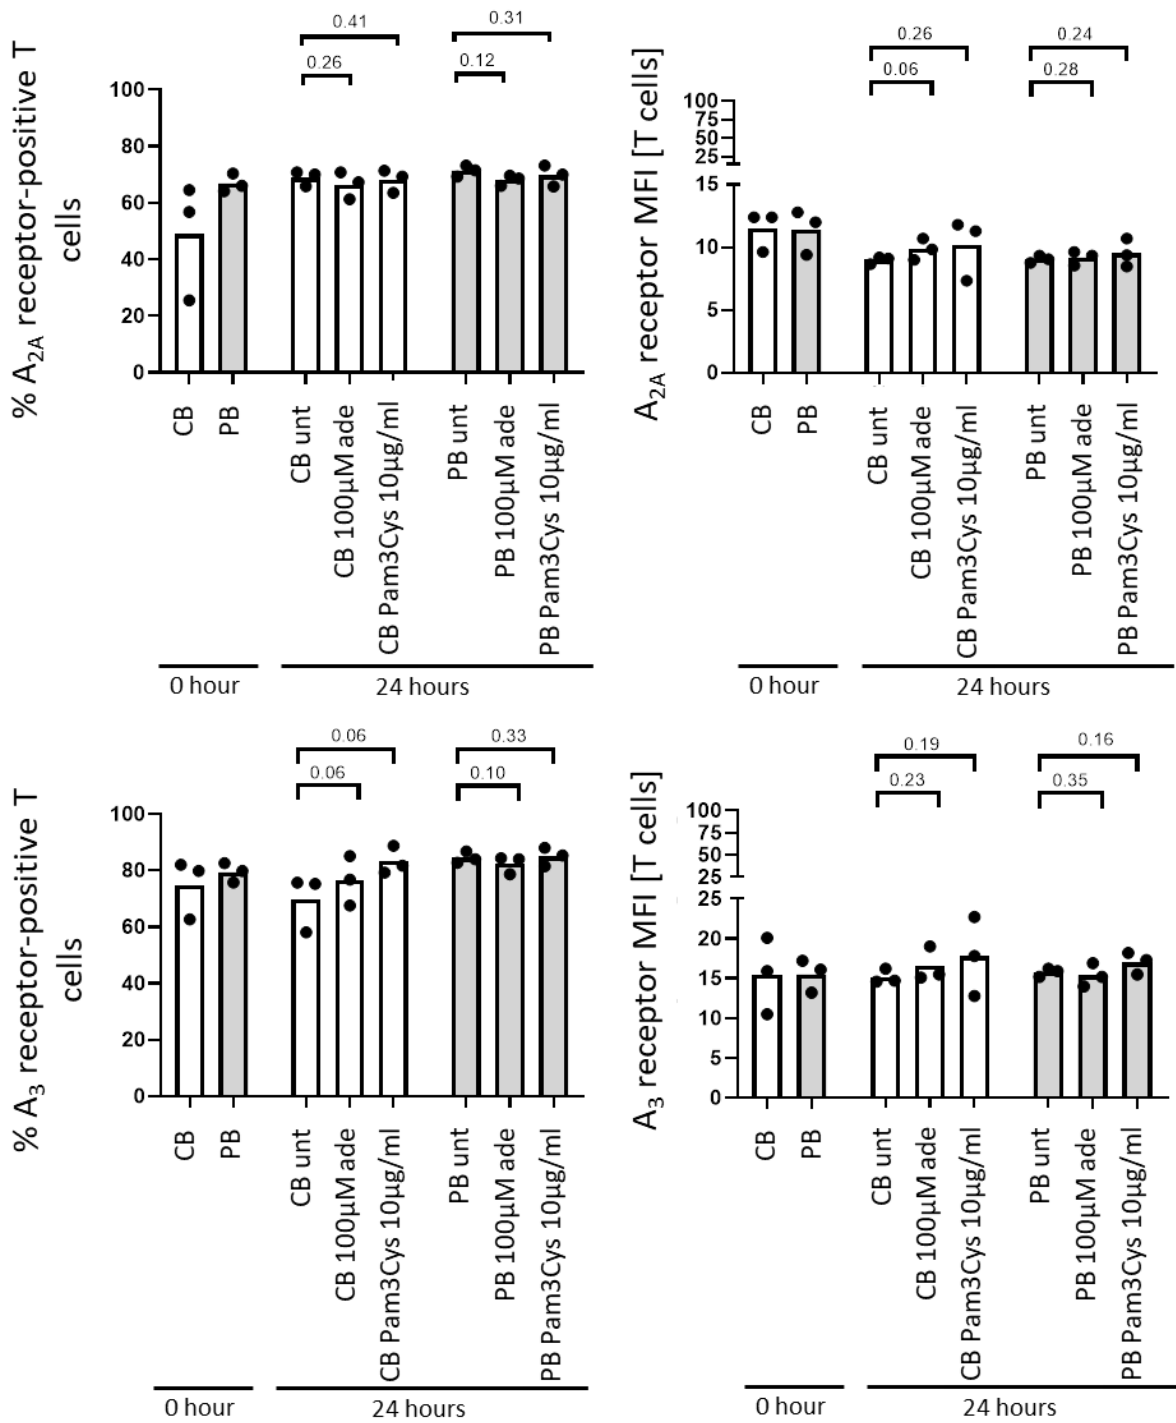 0.41
0.26
0.31
0.12
% A2A receptor-positive T
cells
100
80
60
40
20
0
CB
PB
CB unt
CB 100µM ade
CB Pam3Cys 10µg/ml
PB unt
PB 100µM ade
PB Pam3Cys 10µg/ml
0 hour
24 hours
0.26
0.06
0.24
0.28
A2A receptor MFI [T cells]
100
75
50
25
15
10
5
0
CB
PB
CB unt
CB 100µM ade
CB Pam3Cys 10µg/ml
PB unt
PB 100µM ade
PB Pam3Cys 10µg/ml
0 hour
24 hours
0.06
0.06
0.33
0.10
% A3 receptor-positive T
cells
100
80
60
40
20
0
CB
PB
CB unt
CB 100µM ade
CB Pam3Cys 10µg/ml
PB unt
PB 100µM ade
PB Pam3Cys 10µg/ml
0 hour
24 hours
0.19
0.23
0.16
0.35
A3 receptor MFI [T cells]
100
75
50
25
25
20
15
10
5
0
CB
PB
CB unt
CB 100µM ade
CB Pam3Cys 10µg/ml
PB unt
PB 100µM ade
PB Pam3Cys 10µg/ml
0 hour
24 hours